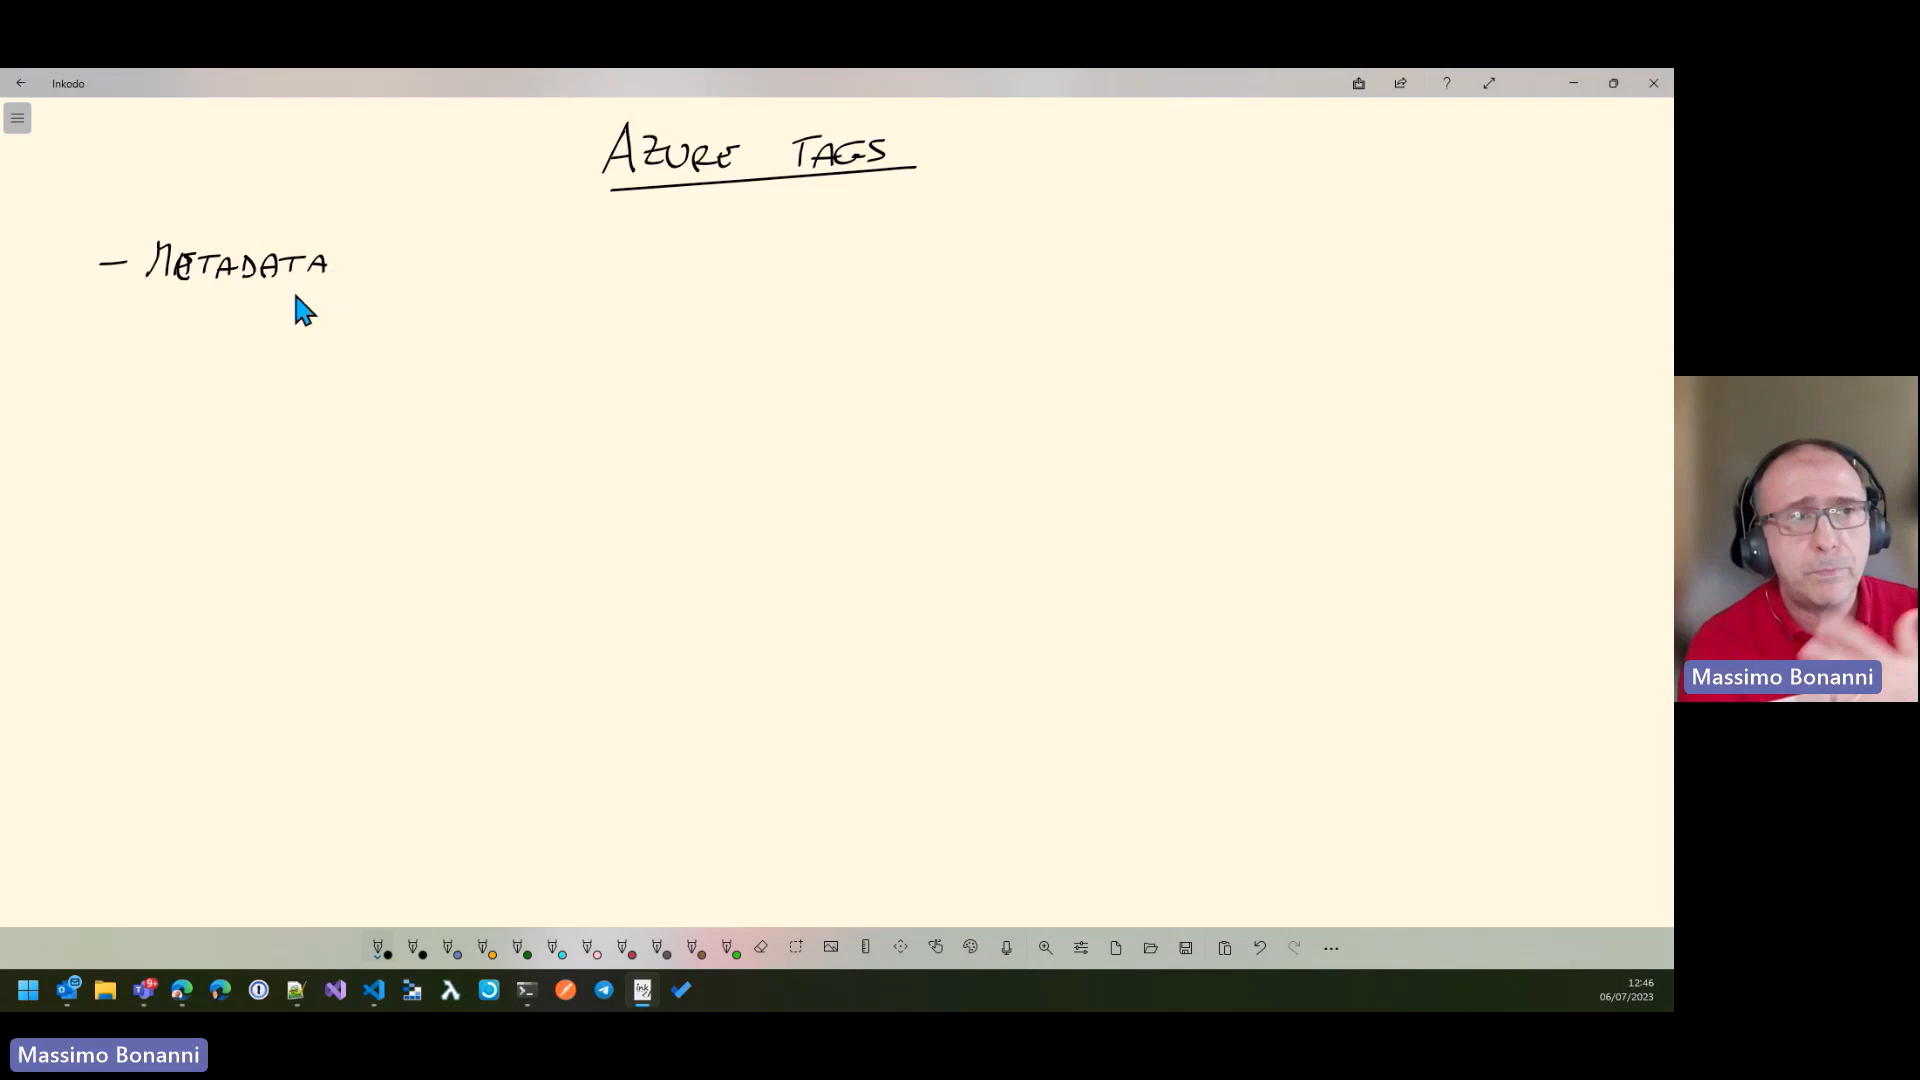 Inkodo
AZURE TAGS
- METADATA
Massimo Bonanni
12:46
06/07/2023
Massimo Bonanni